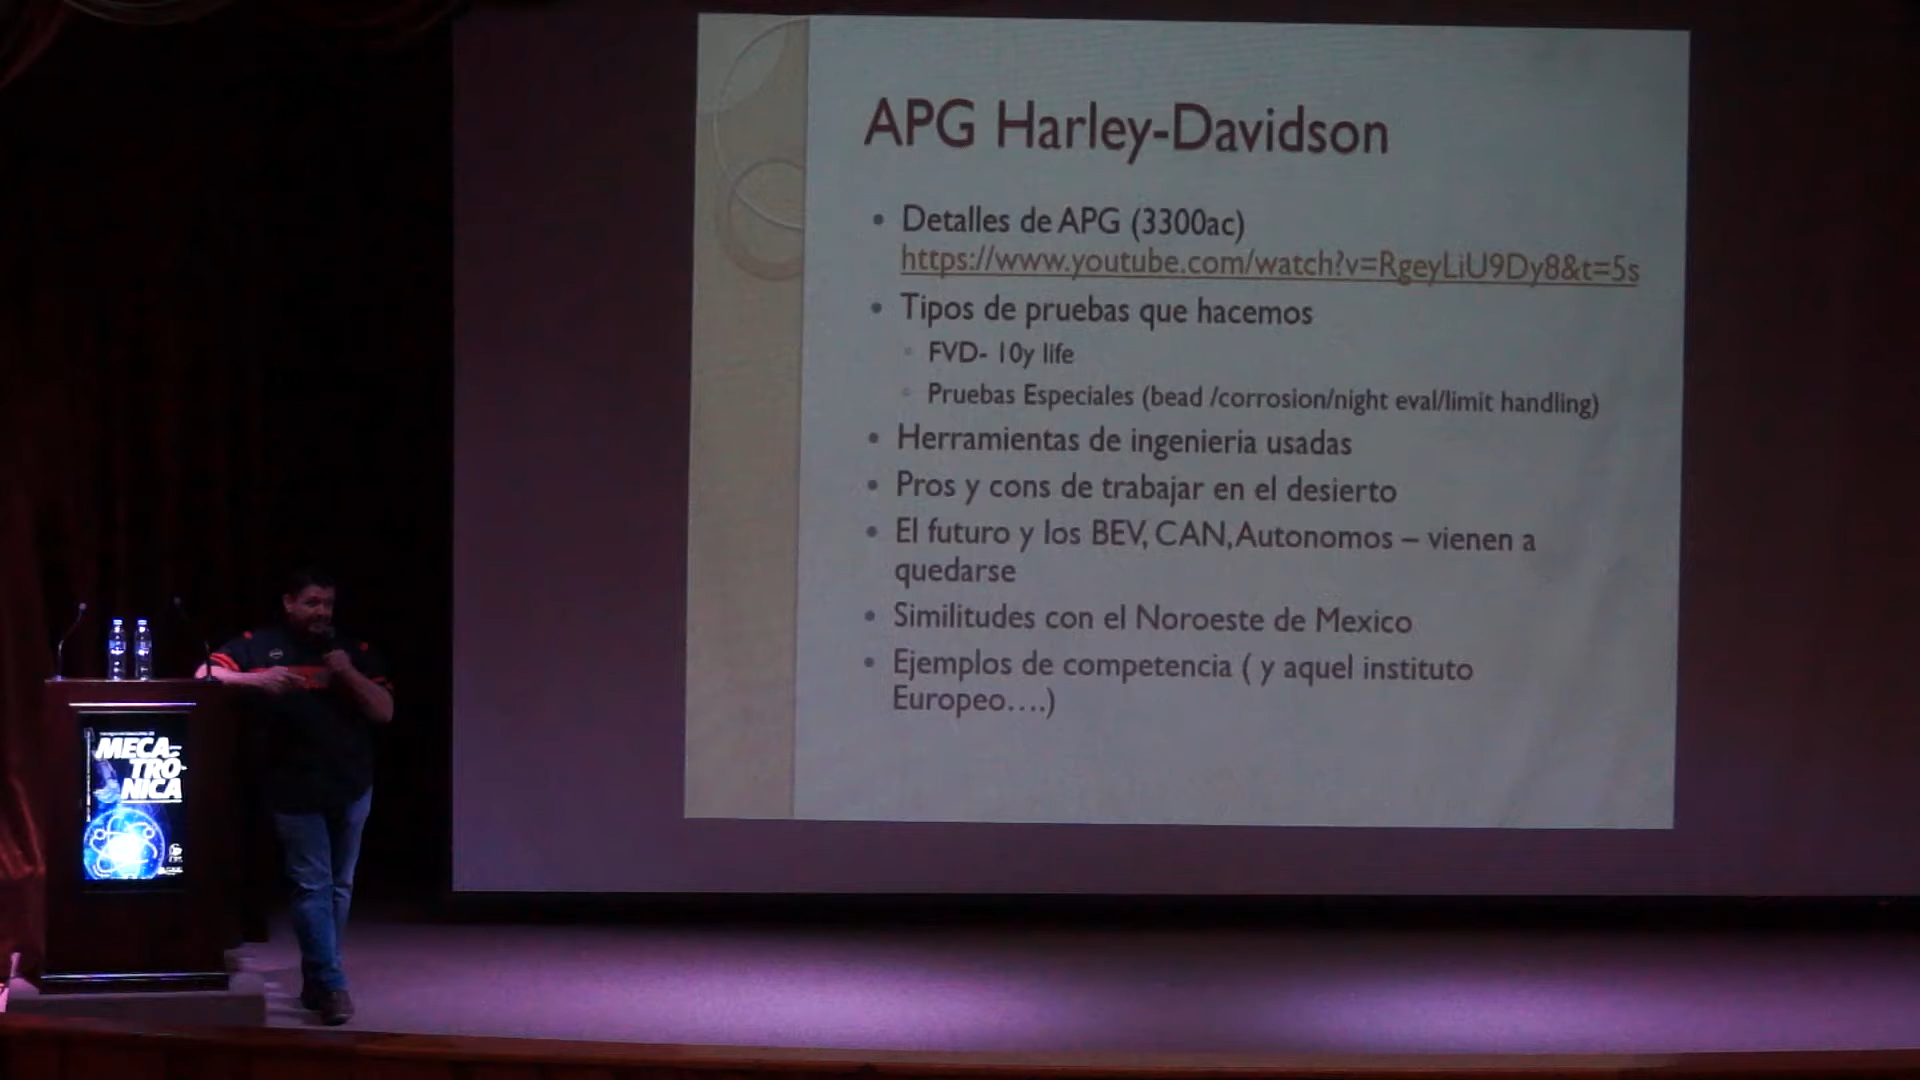 APG Harley-Davidson
• Detalles de APG (3300ac)
https://www.youtube.com/watch?v=RgeyLiU9Dy8&t=5s
• Tipos de pruebas que hacemos
◦ FVD- 10y life
◦ Pruebas Especiales (bead /corrosion/night eval/limit handling)
• Herramientas de ingenieria usadas
• Pros y cons de trabajar en el desierto
• El futuro y los BEV, CAN,Autonomos – vienen a
quedarse
• Similitudes con el Noroeste de Mexico
• Ejemplos de competencia ( y aquel instituto
Europeo....)
MECA-
TRÓ-
NICA